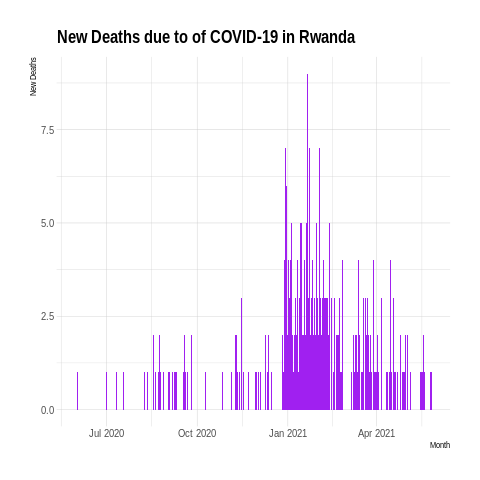 New Deaths due to of COVID-19 in Rwanda
New Deaths
7.5
5.0
2.5
0.0
Jul 2020 Oct 2020 Jan 2021 Apr 2021
Month